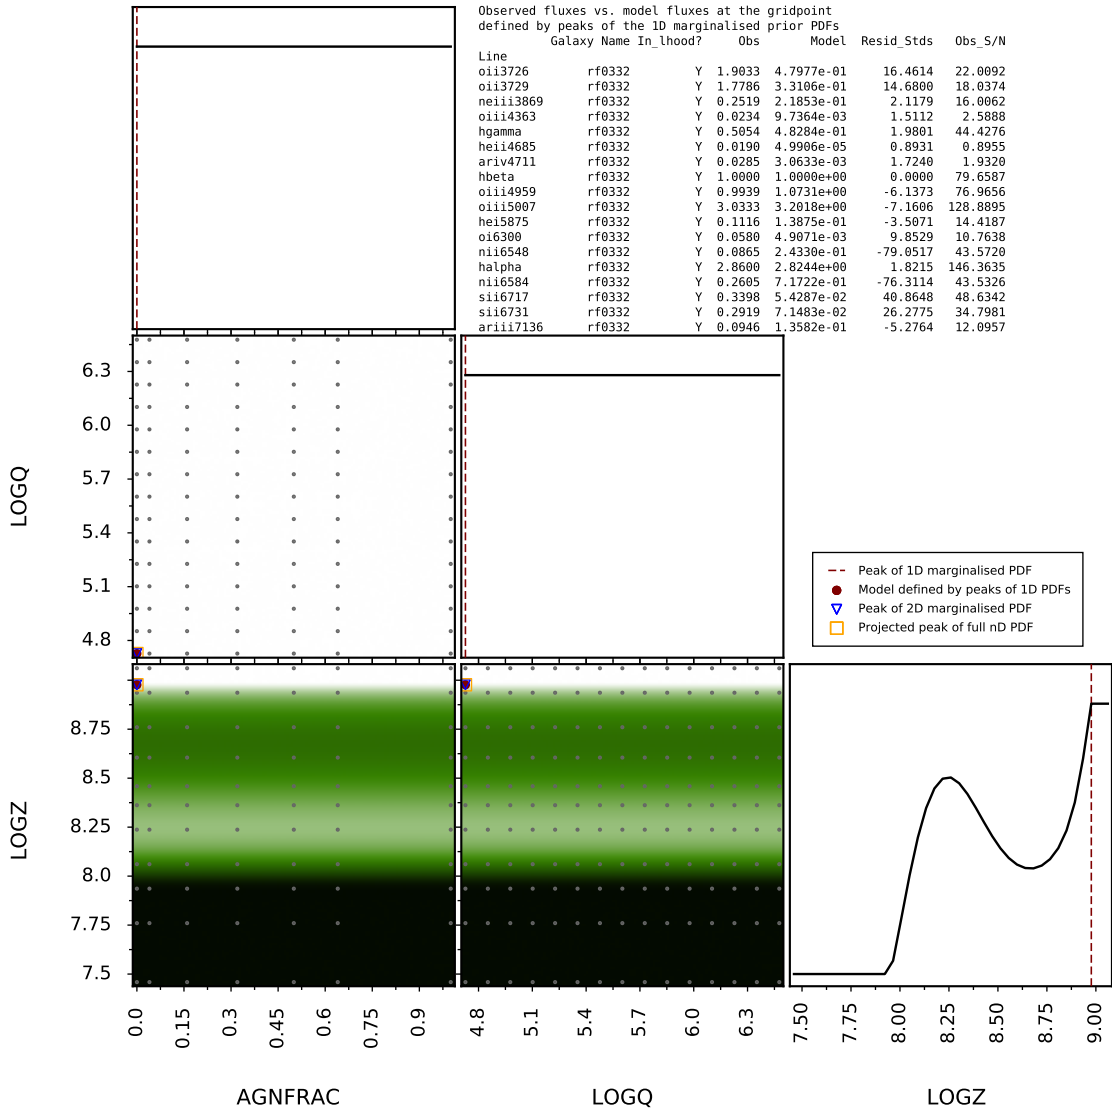 Observed fluxes vs. model fluxes at the gridpoint
defined by peaks of the 1D marginalised prior PDFs
Galaxy Name In_lhood? Obs Model Resid_Stds Obs_S/N
Line
oii3726 rf0332 Y 1.9033 4.7977e-01 16.4614 22.0092
oii3729 rf0332 Y 1.7786 3.3106e-01 14.6800 18.0374
neiii3869 rf0332 Y 0.2519 2.1853e-01 2.1179 16.0062
oiii4363 rf0332 Y 0.0234 9.7364e-03 1.5112 2.5888
hgamma rf0332 Y 0.5054 4.8284e-01 1.9801 44.4276
heii4685 rf0332 Y 0.0190 4.9906e-05 0.8931 0.8955
ariv4711 rf0332 Y 0.0285 3.0633e-03 1.7240 1.9320
hbeta rf0332 Y 1.0000 1.0000e+00 0.0000 79.6587
oiii4959 rf0332 Y 0.9939 1.0731e+00 -6.1373 76.9656
oiii5007 rf0332 Y 3.0333 3.2018e+00 -7.1606 128.8895
hei5875 rf0332 Y 0.1116 1.3875e-01 -3.5071 14.4187
oi6300 rf0332 Y 0.0580 4.9071e-03 9.8529 10.7638
nii6548 rf0332 Y 0.0865 2.4330e-01 -79.0517 43.5720
halpha rf0332 Y 2.8600 2.8244e+00 1.8215 146.3635
nii6584 rf0332 Y 0.2605 7.1722e-01 -76.3114 43.5326
sii6717 rf0332 Y 0.3398 5.4287e-02 40.8648 48.6342
sii6731 rf0332 Y 0.2919 7.1483e-02 26.2775 34.7981
ariii7136 rf0332 Y 0.0946 1.3582e-01 -5.2764 12.0957
LOGQ
6.3
6.0
5.7
5.4
5.1
4.8
Peak of 1D marginalised PDF
Model defined by peaks of 1D PDFs
Peak of 2D marginalised PDF
Projected peak of full nD PDF
LOGZ
8.75
8.5
8.25
8.0
7.75
7.5
0.0 0.15 0.3 0.45 0.6 0.75 0.9
4.8 5.1 5.4 5.7 6.0 6.3
7.50 7.75 8.00 8.25 8.50 8.75 9.00
AGNFRAC LOGQ LOGZ